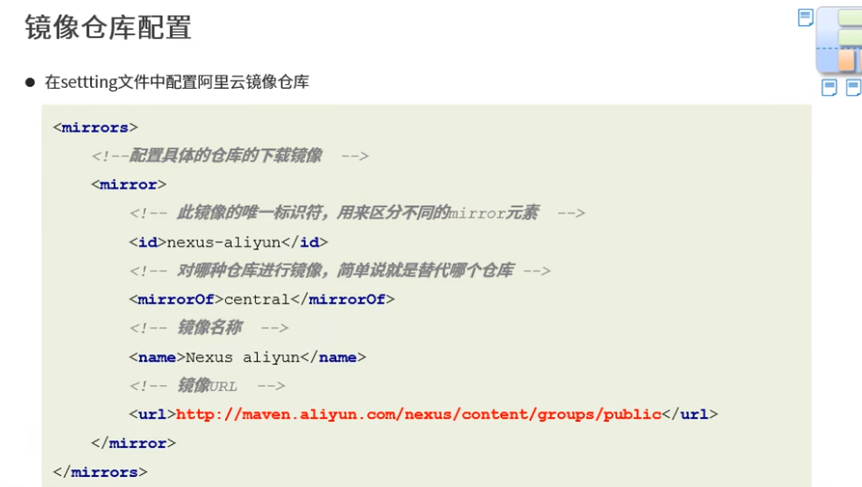 镜像仓库配置
● 在settting文件中配置阿里云镜像仓库
<mirrors>
<!--配置具体的仓库的下载镜像 -->
<mirror>
<!-- 此镜像的唯一标识符，用来区分不同的mirror元素 -->
<id>nexus-aliyun</id>
<!-- 对哪种仓库进行镜像，简单说就是替代哪个仓库 -->
<mirrorOf>central</mirrorOf>
<!-- 镜像名称 -->
<name>Nexus aliyun</name>
<!-- 镜像URL -->
<url>http://maven.aliyun.com/nexus/content/groups/public</url>
</mirror>
</mirrors>